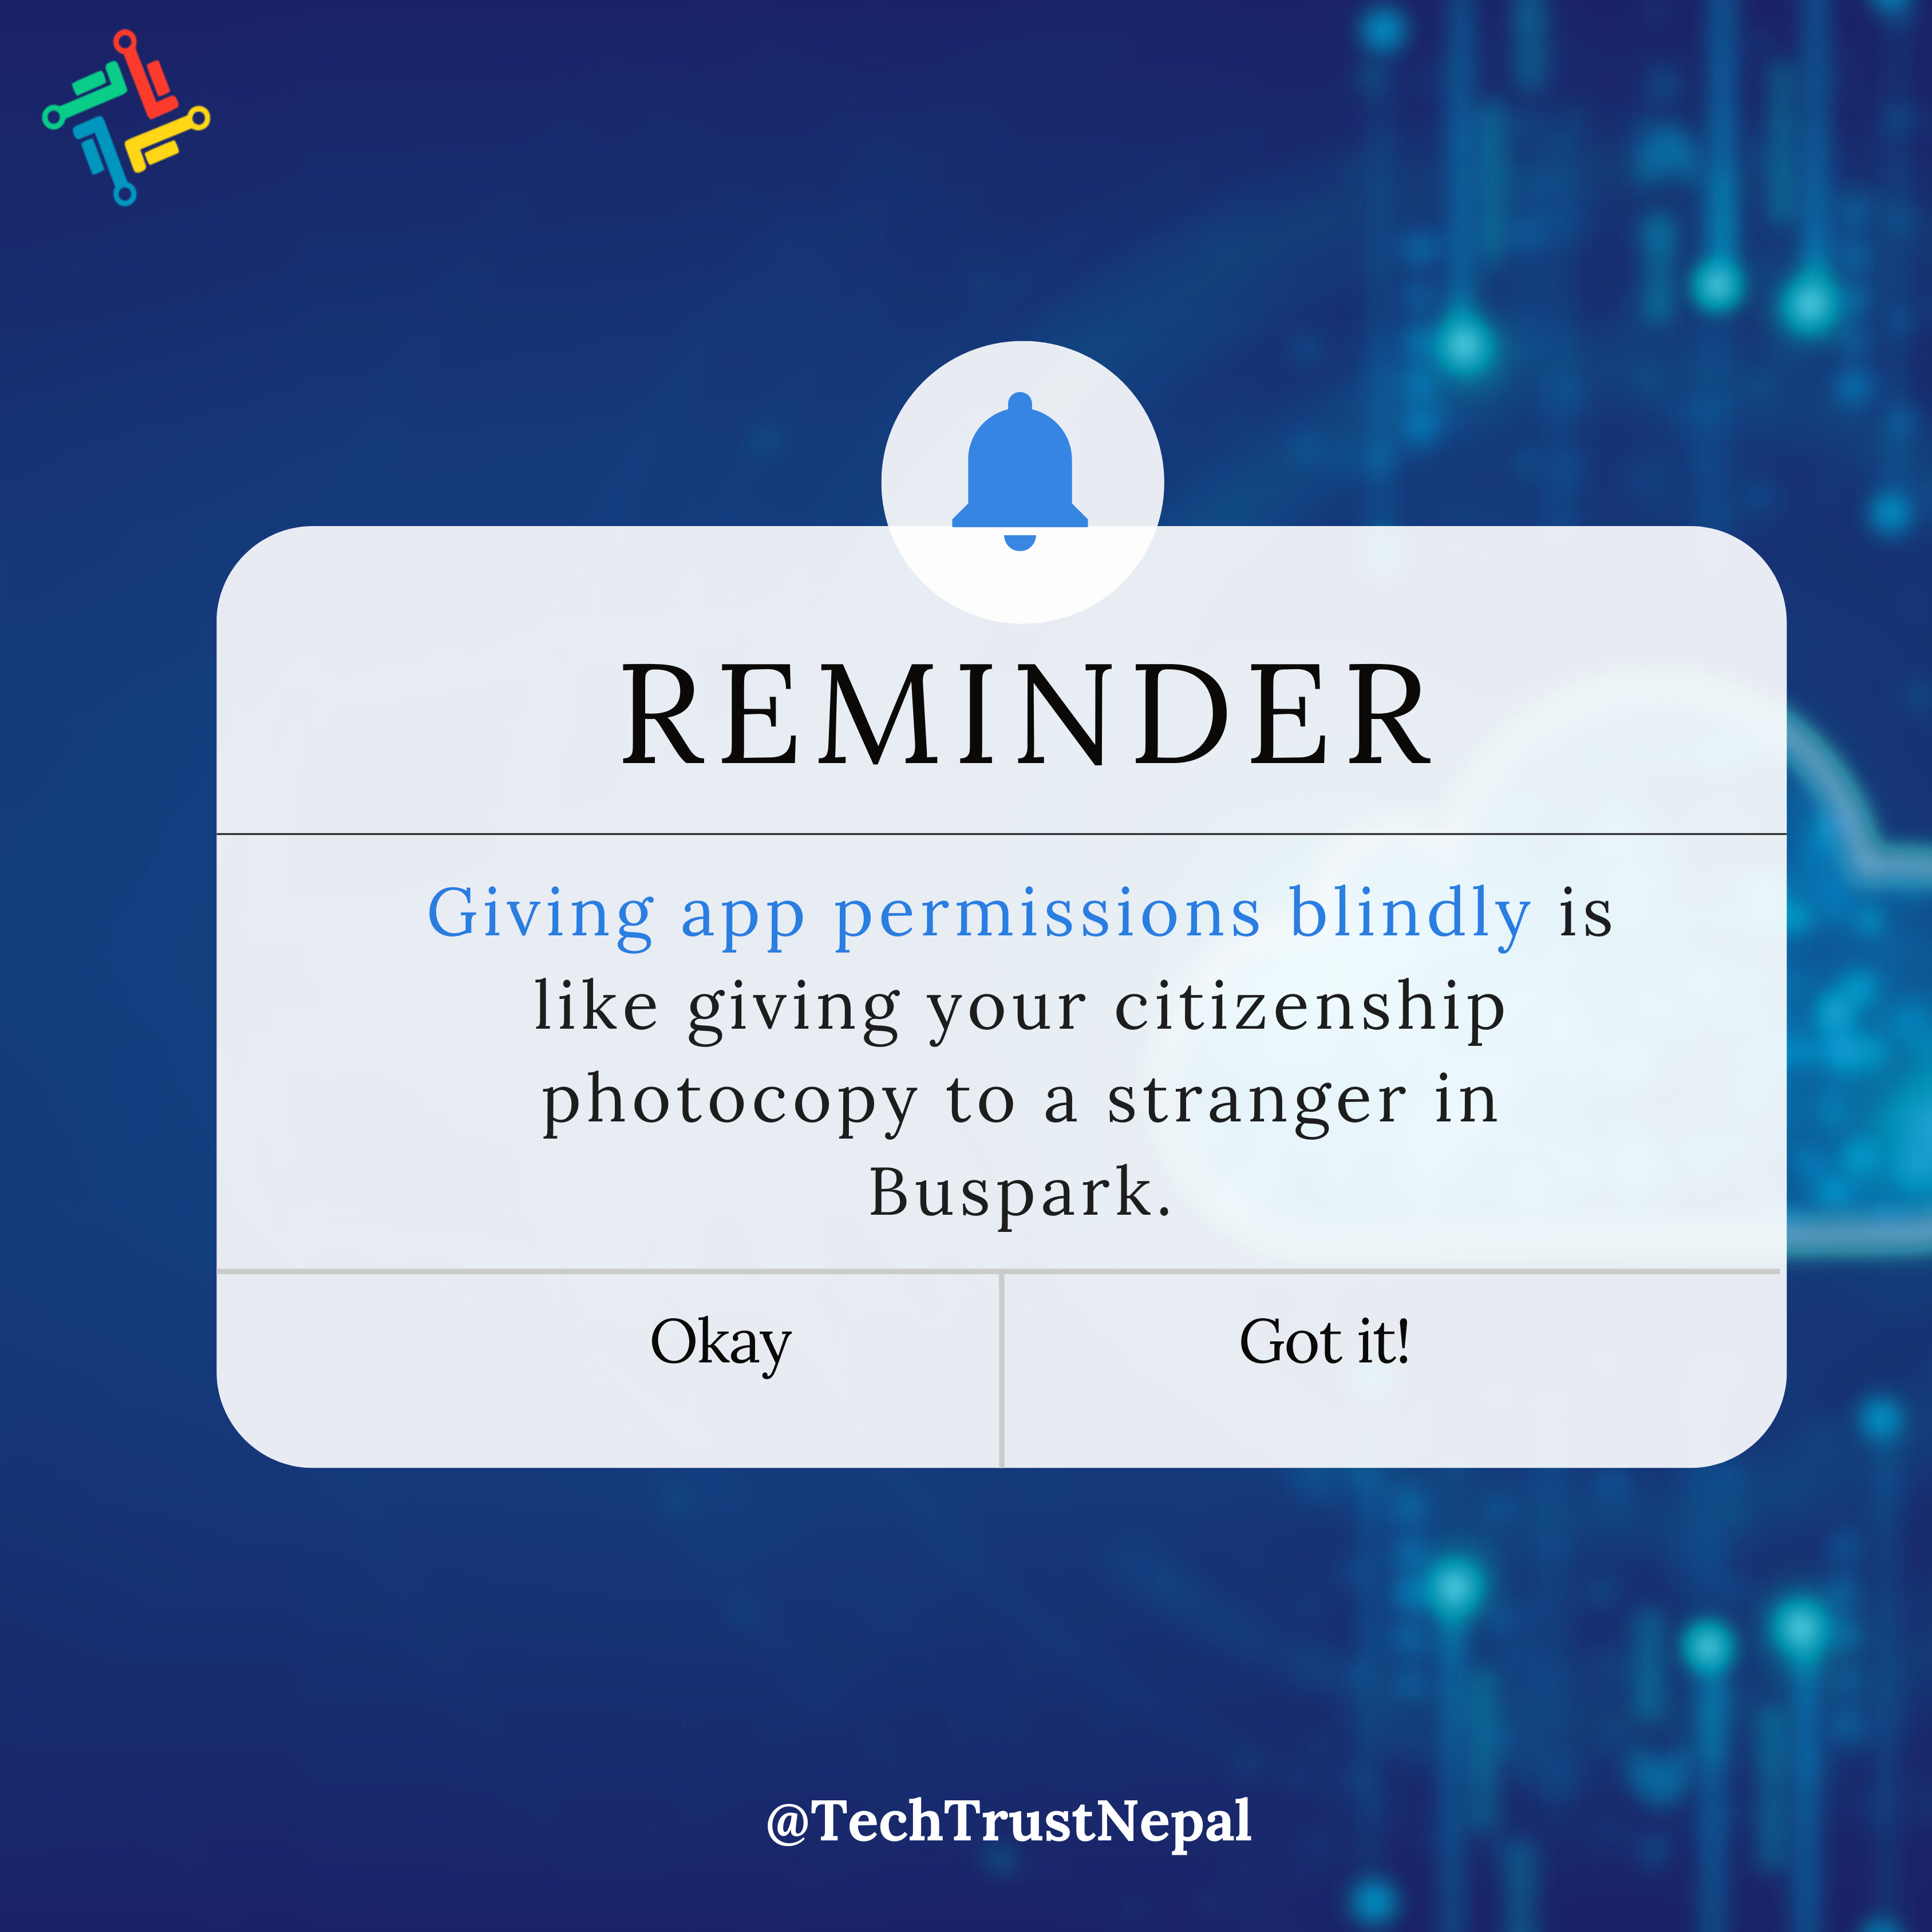 REMINDER
Giving app permissions blindly is
like giving your citizenship
photocopy to a stranger in
Buspark.
Okay
Got it!
@TechTrustNepal